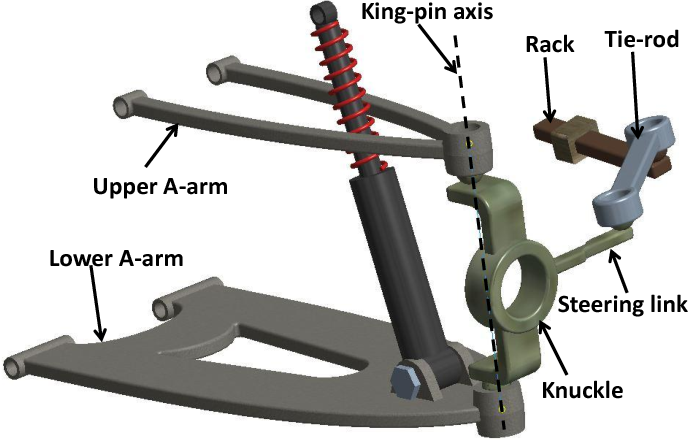 King-pin axis
Rack
Tie-rod
Upper A-arm
Lower A-arm
Steering link
Knuckle